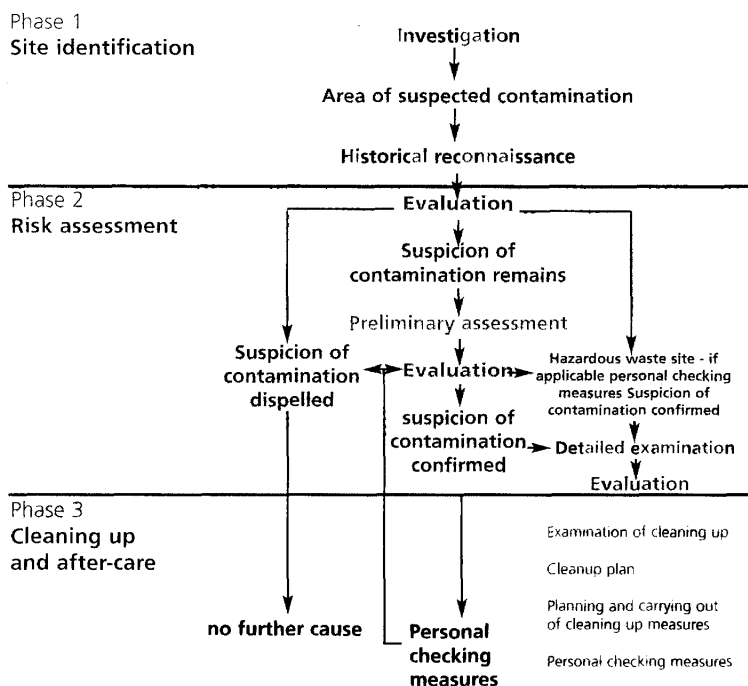 Phase 1
Site identification
Investigation
Area of suspected contamination
Historical reconnaissance
Phase 2
Risk assessment
Evaluation
Suspicion of
contamination remains
Preliminary assessment
Suspicion of
contamination
dispelled
Evaluation
Hazardous waste site - if
applicable personal checking
measures Suspicion of
contamination confirmed
suspicion of
contamination
confirmed
Detailed examination
Evaluation
Phase 3
Cleaning up
and after-care
no further cause
Personal
checking
measures
Examination of cleaning up
Cleanup plan
Planning and carrying out
of cleaning up measures
Personal checking measures